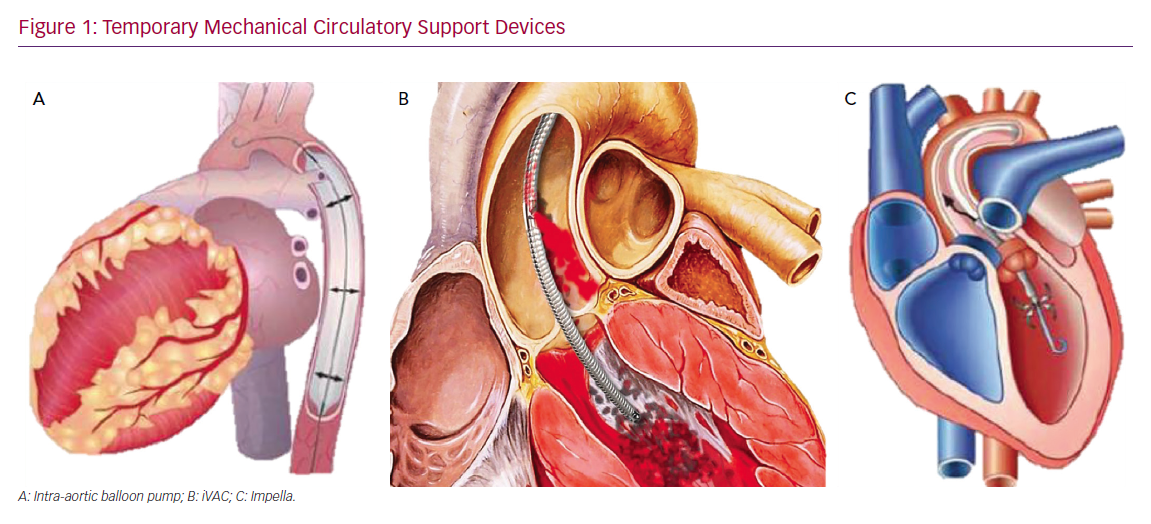 Figure 1: Temporary Mechanical Circulatory Support Devices
A
B
C
A: Intra-aortic balloon pump; B: iVAC; C: Impella.